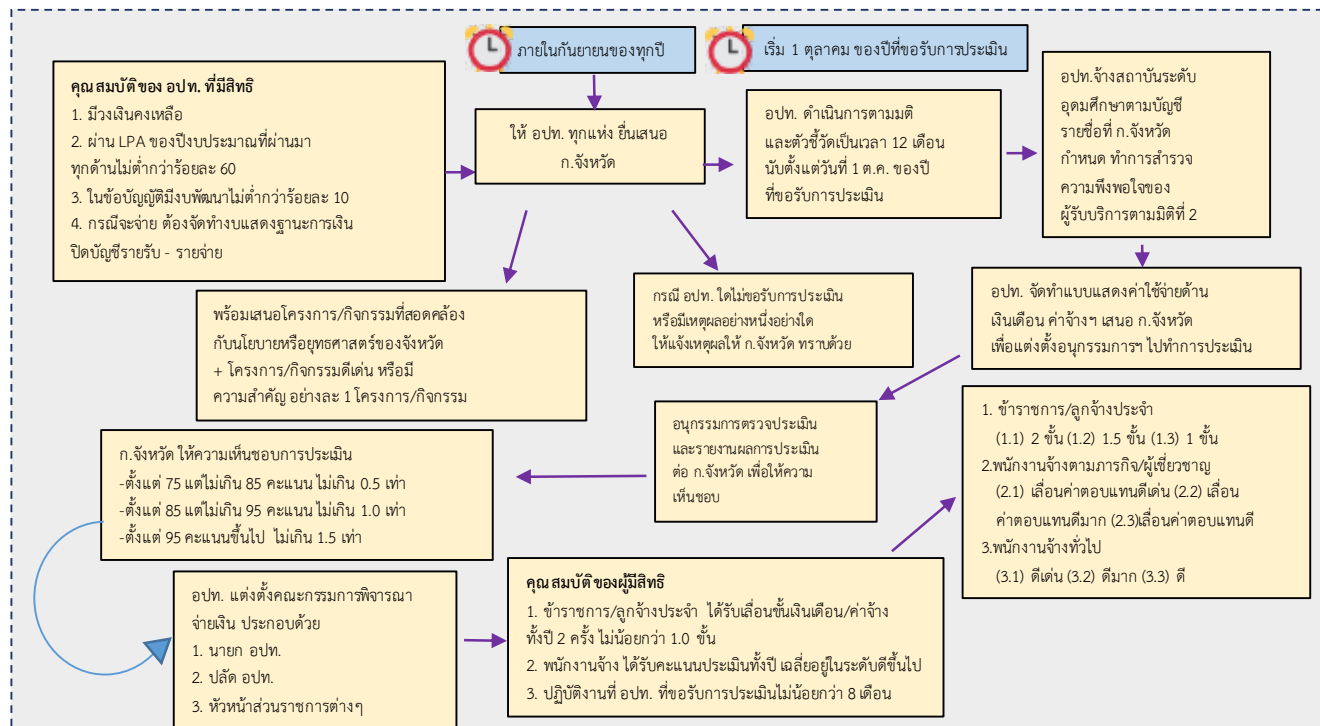 ภายในกันยายนของทุกปี
เริ่ม 1 ตุลาคม ของปีที่ขอรับการประเมิน
คุณสมบัติของ อปท. ที่มีสิทธิ
1. มีวงเงินคงเหลือ
2. ผ่าน LPA ของปีงบประมาณที่ผ่านมา
ทุกด้านไม่ต่ำกว่าร้อยละ 60
3. ในข้อบัญญัติมีงบพัฒนาไม่ต่ำกว่าร้อยละ 10
4. กรณีจะจ่าย ต้องจัดทำงบแสดงฐานะการเงิน
ปิดบัญชีรายรับ - รายจ่าย
ให้ อปท. ทุกแห่ง ยื่นเสนอ
ก.จังหวัด
อปท. ดำเนินการตามมติ
และตัวชี้วัดเป็นเวลา 12 เดือน
นับตั้งแต่วันที่ 1 ต.ค. ของปี
ที่ขอรับการประเมิน
อปท.จ้างสถาบันระดับ
อุดมศึกษาตามบัญชี
รายชื่อที่ ก.จังหวัด
กำหนด ทำการสำรวจ
ความพึงพอใจของ
ผู้รับบริการตามมิติที่ 2
พร้อมเสนอโครงการ/กิจกรรมที่สอดคล้อง
กับนโยบายหรือยุทธศาสตร์ของจังหวัด
+ โครงการ/กิจกรรมดีเด่น หรือมี
ความสำคัญ อย่างละ 1 โครงการ/กิจกรรม
กรณี อปท. ใดไม่ขอรับการประเมิน
หรือมีเหตุผลอย่างหนึ่งอย่างใด
ให้แจ้งเหตุผลให้ ก.จังหวัด ทราบด้วย
อปท. จัดทำแบบแสดงค่าใช้จ่ายด้าน
เงินเดือน ค่าจ้างฯ เสนอ ก.จังหวัด
เพื่อแต่งตั้งอนุกรรมการฯ ไปทำการประเมิน
อนุกรรมการตรวจประเมิน
และรายงานผลการประเมิน
ต่อ ก.จังหวัด เพื่อให้ความ
เห็นชอบ
ก.จังหวัด ให้ความเห็นชอบการประเมิน
-ตั้งแต่ 75 แต่ไม่เกิน 85 คะแนน ไม่เกิน 0.5 เท่า
-ตั้งแต่ 85 แต่ไม่เกิน 95 คะแนน ไม่เกิน 1.0 เท่า
-ตั้งแต่ 95 คะแนนขึ้นไป ไม่เกิน 1.5 เท่า
อปท. แต่งตั้งคณะกรรมการพิจารณา
จ่ายเงิน ประกอบด้วย
1. นายก อปท.
2. ปลัด อปท.
3. หัวหน้าส่วนราชการต่างๆ
คุณสมบัติของผู้มีสิทธิ
1. ข้าราชการ/ลูกจ้างประจำ ได้รับเลื่อนขั้นเงินเดือน/ค่าจ้าง
ทั้งปี 2 ครั้ง ไม่น้อยกว่า 1.0 ขั้น
2. พนักงานจ้าง ได้รับคะแนนประเมินทั้งปี เฉลี่ยอยู่ในระดับดีขึ้นไป
3. ปฏิบัติงานที่ อปท. ที่ขอรับการประเมินไม่น้อยกว่า 8 เดือน
1. ข้าราชการ/ลูกจ้างประจำ
(1.1) 2 ขั้น (1.2) 1.5 ขั้น (1.3) 1 ขั้น
2.พนักงานจ้างตามภารกิจ/ผู้เชี่ยวชาญ
(2.1) เลื่อนค่าตอบแทนดีเด่น (2.2) เลื่อน
ค่าตอบแทนดีมาก (2.3)เลื่อนค่าตอบแทนดี
3.พนักงานจ้างทั่วไป
(3.1) ดีเด่น (3.2) ดีมาก (3.3) ดี